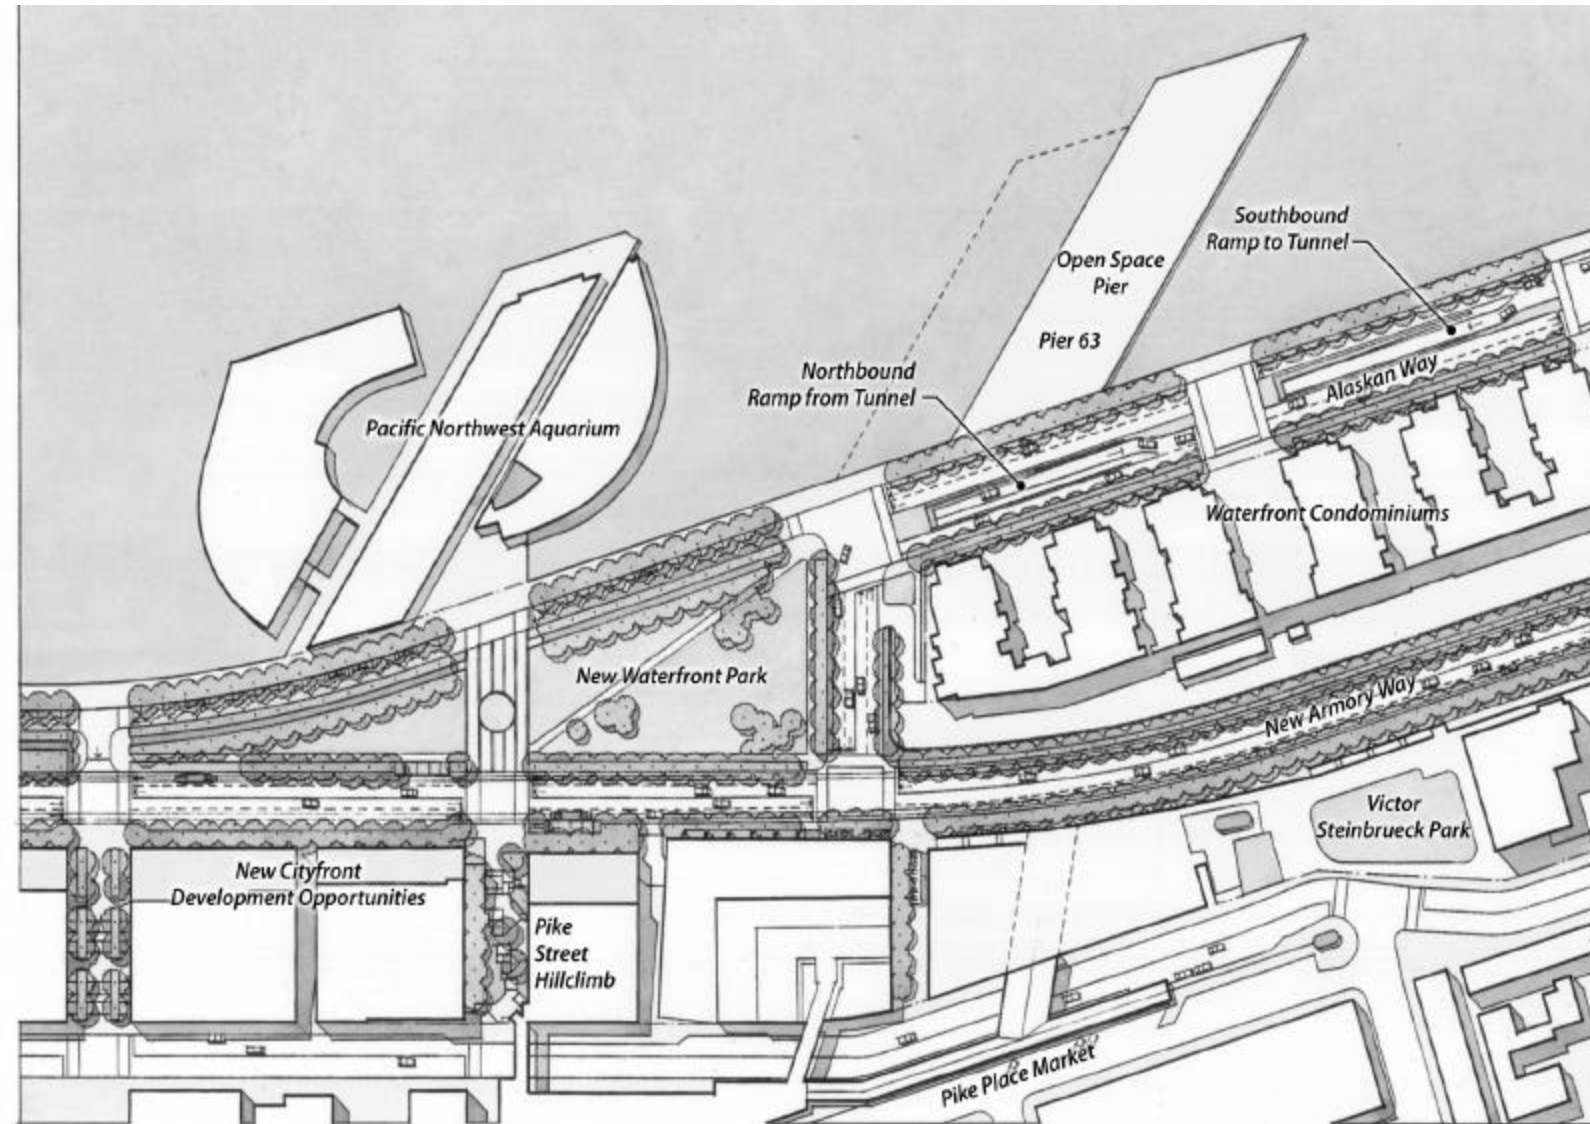 Southbound
Ramp to Tunnel
Open Space
Pier
Pier 63
Northbound
Ramp from Tunnel
Alaskan Way
Pacific Northwest Aquarium
Waterfront Condominiums
New Waterfront Park
New Armory Way
Victor
Steinbrueck Park
New Cityfront
Development Opportunities
Pike
Street
Hillclimb
Pike Place Market